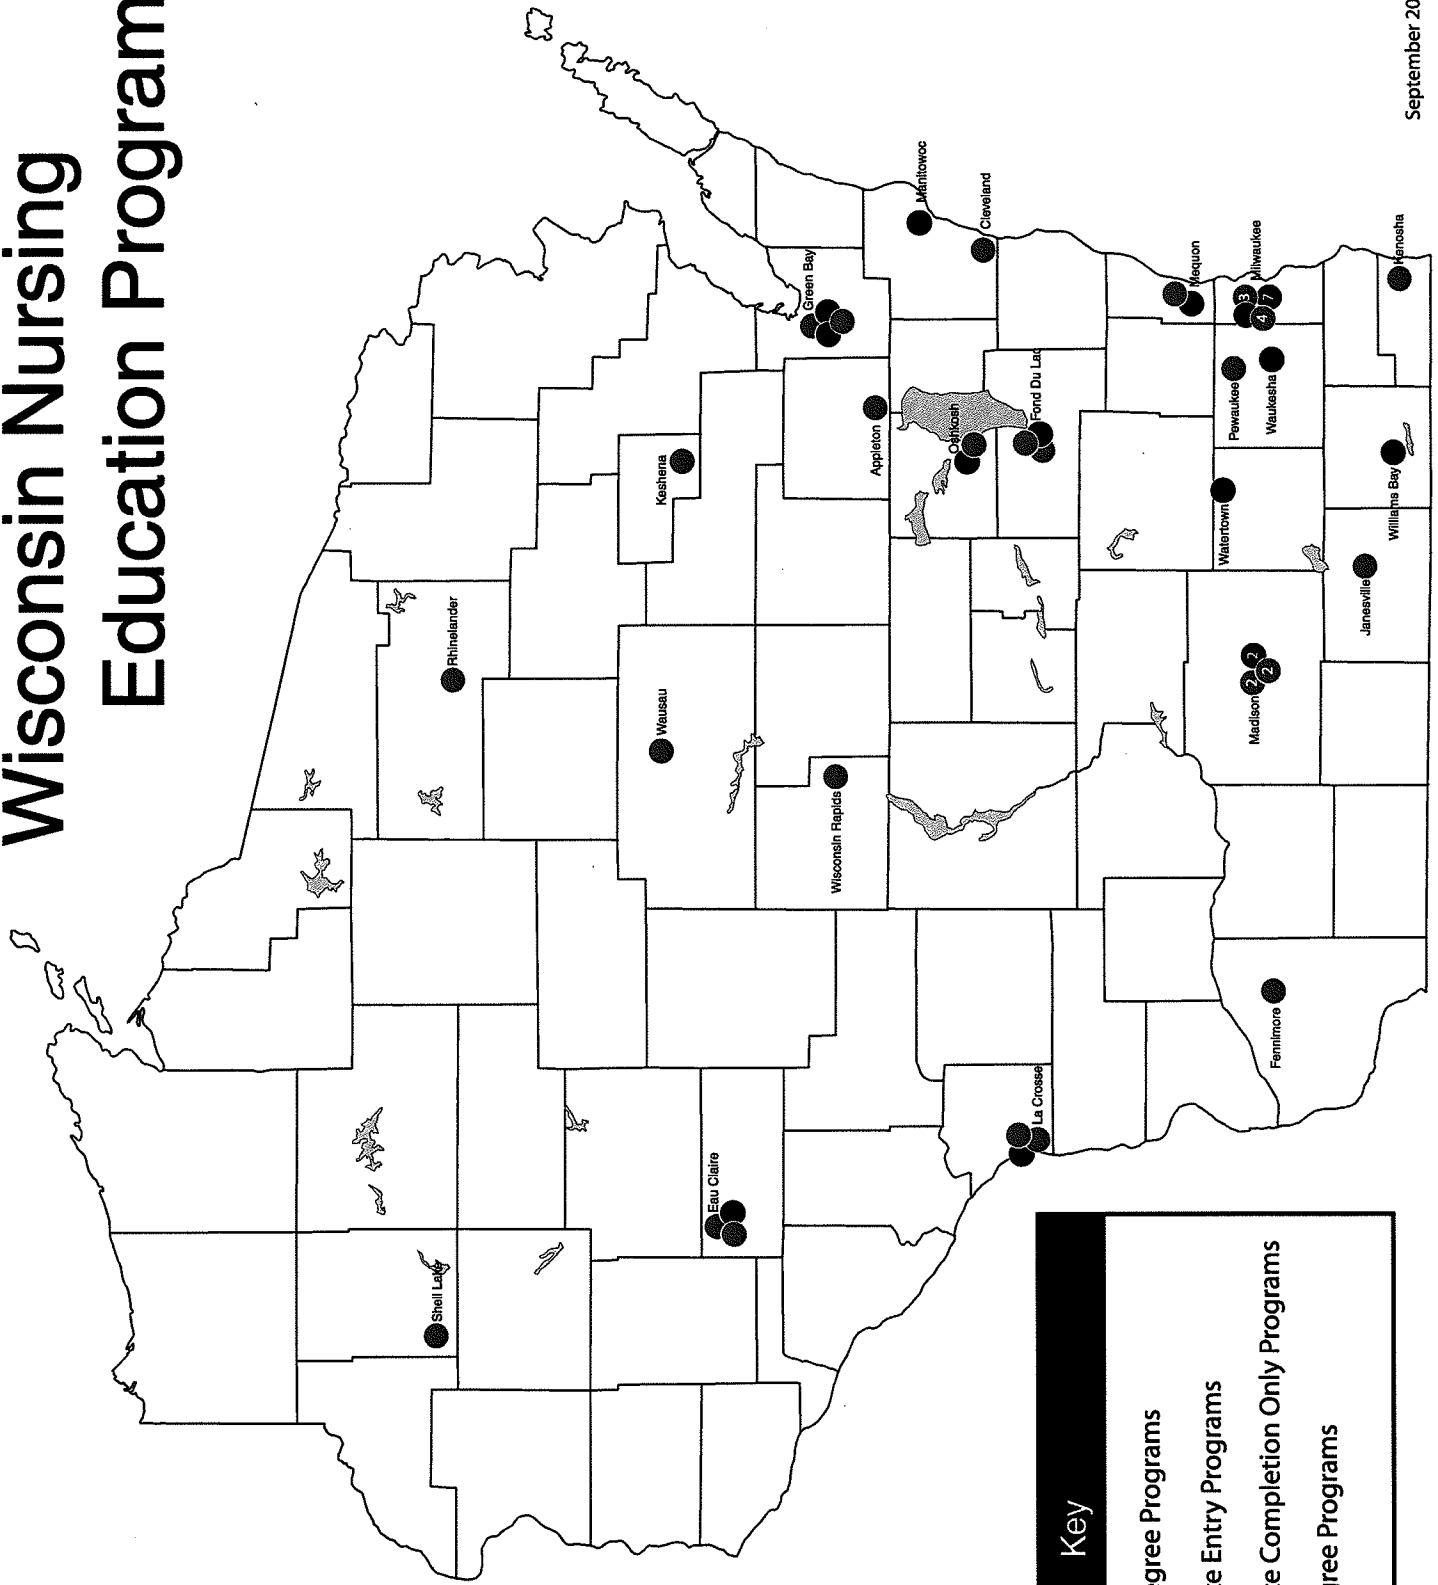 Wisconsin Nursing
Education Program
Shell Lake
Eau Claire
La Crosse
Fennimore
Rhinelander
Wausau
Wisconsin Rapids
Keshena
Appleton
Oshkosh
Fond Du Lac
Green Bay
Manitowoc
Cleveland
Mequon
Milwaukee
3
7
4
Pewaukee
Waukesha
Watertown
Madison
2
2
2
Janesville
Williams Bay
Kenosha
Key
gree Programs
e Entry Programs
e Completion Only Programs
ree Programs
September 20